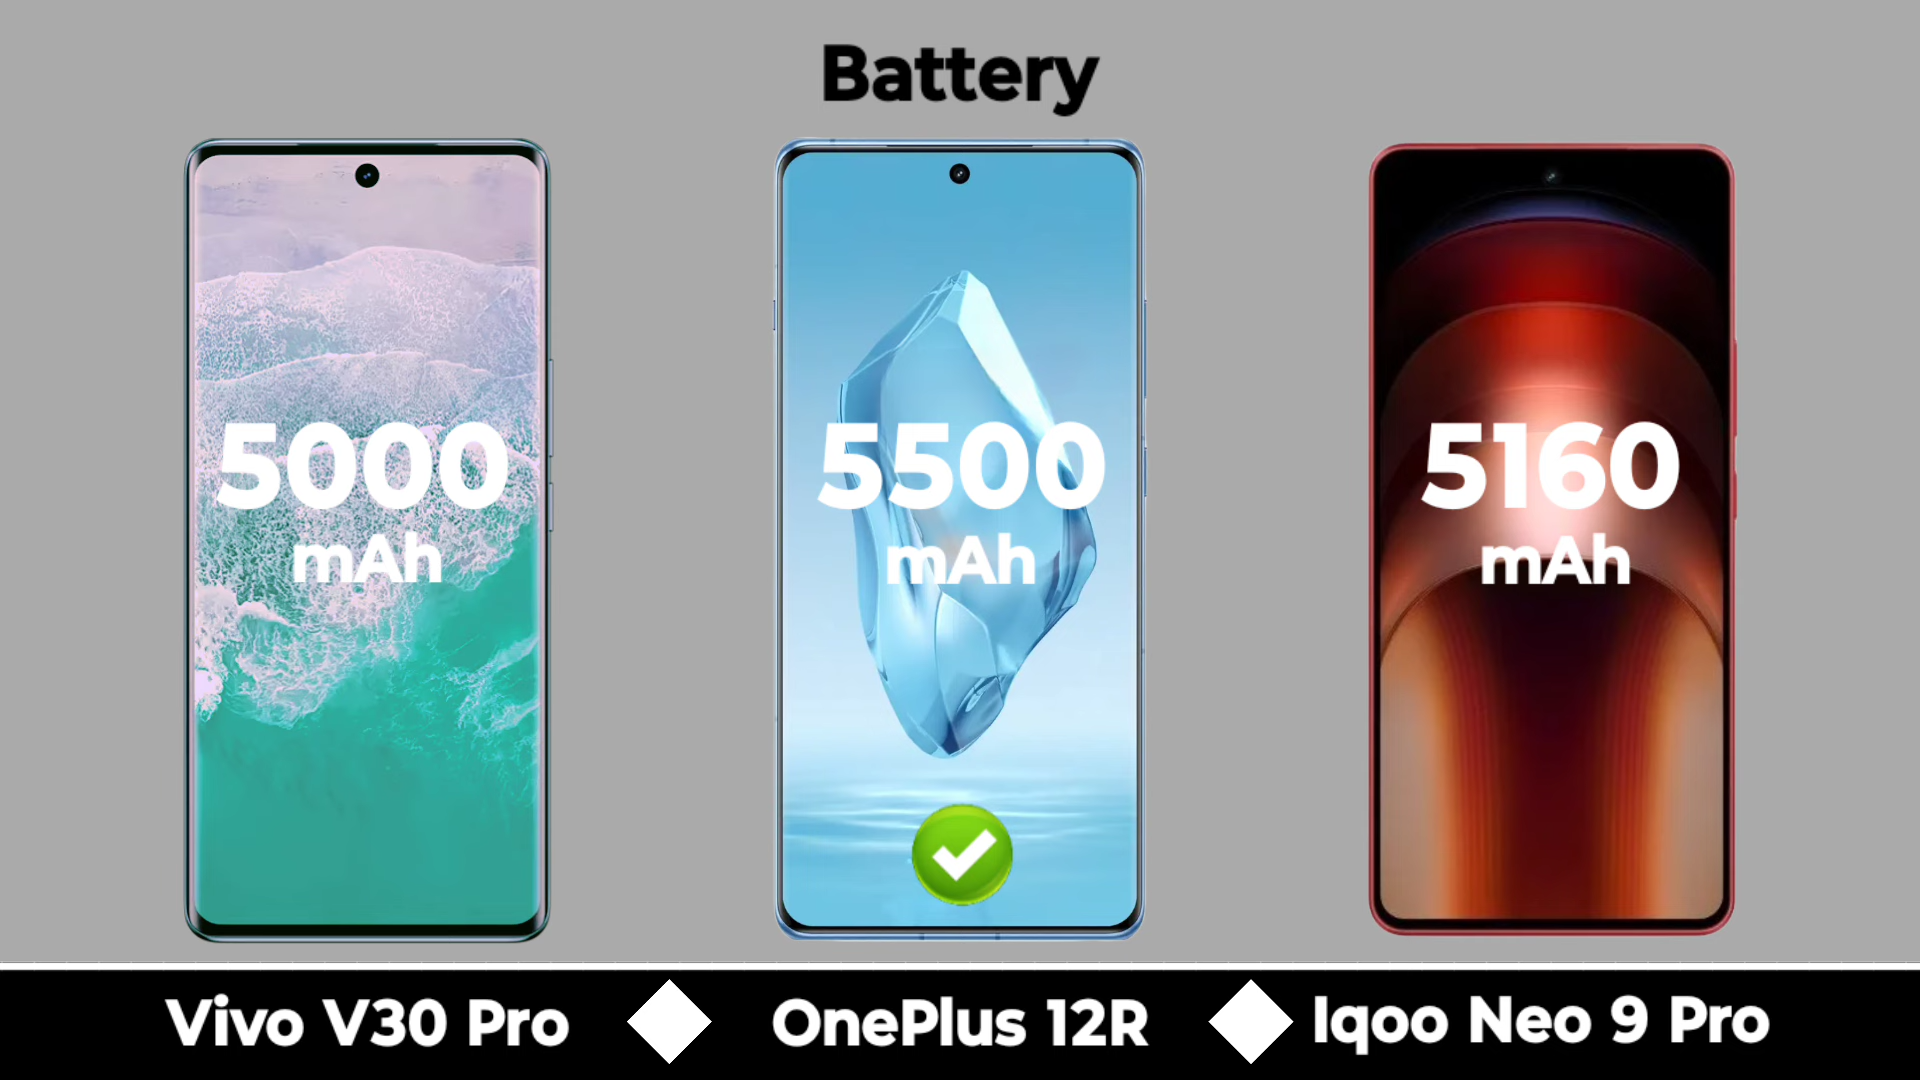 Battery
5000
mAh
5500
mAh
5160
mAh
Vivo V30 Pro
OnePlus 12R
Iqoo Neo 9 Pro